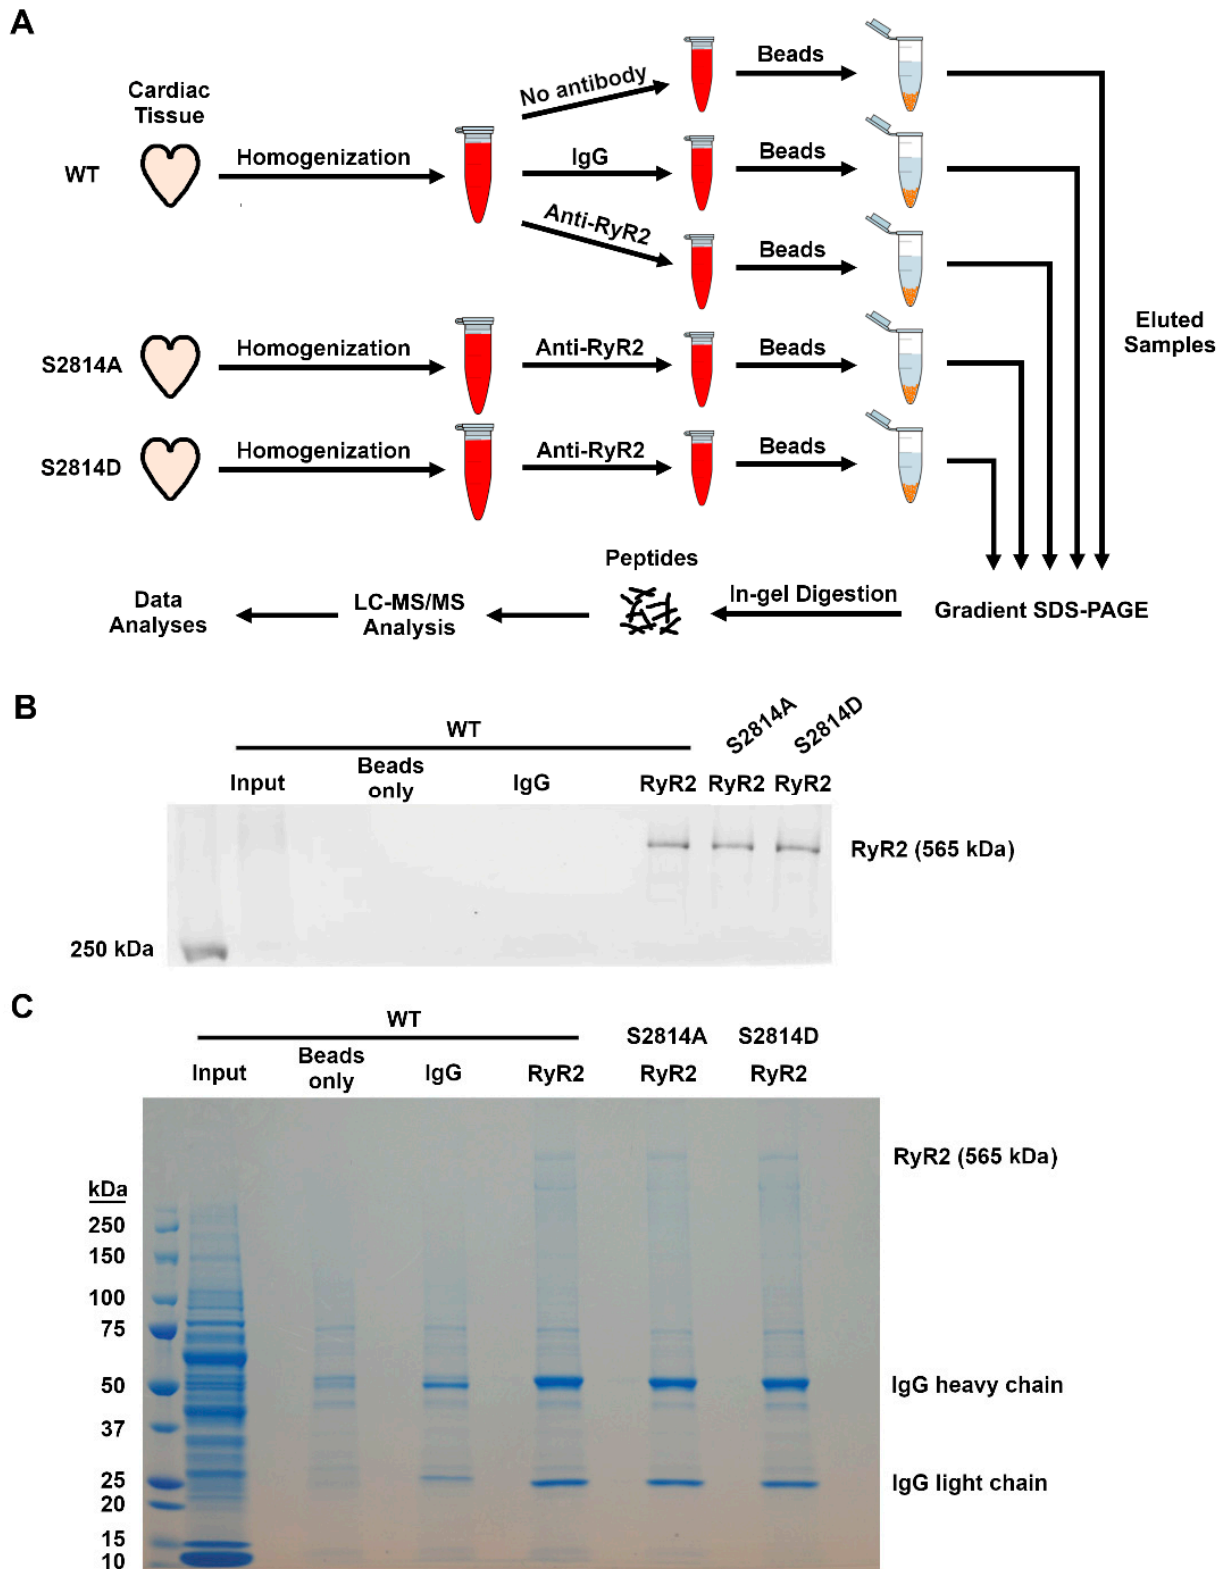 A
Cardiac
Tissue
WT
Homogenization
No antibody
IgG
Anti-RyR2
Beads
Beads
Beads
S2814A
Homogenization
Anti-RyR2
Beads
S2814D
Homogenization
Anti-RyR2
Beads
Eluted
Samples
Data
Analyses
LC-MS/MS
Analysis
Peptides
In-gel Digestion
Gradient SDS-PAGE
B
WT
S2814A
S2814D
Input
Beads
only
IgG
RyR2
RyR2
RyR2
RyR2 (565 kDa)
250 kDa
C
WT
S2814A
S2814D
Input
Beads
only
IgG
RyR2
RyR2
RyR2
RyR2 (565 kDa)
kDa
250
150
100
75
50
37
25
20
15
10
IgG heavy chain
IgG light chain